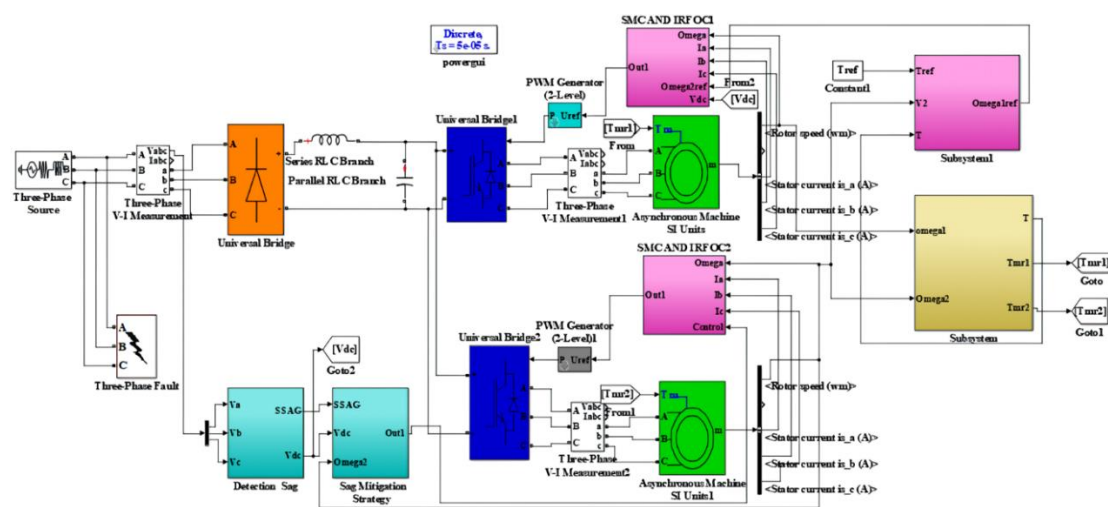 Discrete,
Ts = 5e-05 s.
powergui
SMC AND IRFOC1
Omega
Ia
Ib
Ic
Omega2ref
Vdc
Out1
From2
[Vdc]
PWM Generator
(2-Level)
P
Uref
Tref
Constant1
Tref
V2
T
Omega1ref
Subsystem1
Three-Phase
Source
A
B
C
A
B
C
Vabc
Iabc
a
b
c
Three-Phase
V-I Measurement
A
B
C
+
-
Universal Bridge
Series RLC Branch
Parallel RLC Branch
Universal Bridge1
+
-
A
B
C
[Tmr1]
From
A
B
C
Vabc
Iabc
a
b
c
Three-Phase
V-I Measurement1
Tm
A
B
C
m
Asynchronous Machine
SI Units
<Rotor speed (wm)>
<Stator current is_a (A)>
<Stator current is_b (A)>
<Stator current is_c (A)>
omega1
Omega2
T
Tmr1
Tmr2
Subsystem
[Tmr1]
Goto
[Tmr2]
Goto1
SMC AND IRFOC2
Omega
Ia
Ib
Ic
Control
Out1
PWM Generator
(2-Level)1
P
Uref
Universal Bridge2
A
B
C
[Tmr2]
From1
A
B
C
Vabc
Iabc
a
b
c
Three-Phase
V-I Measurement2
Tm
A
B
C
m
Asynchronous Machine
SI Units1
<Rotor speed (wm)>
<Stator current is_a (A)>
<Stator current is_b (A)>
<Stator current is_c (A)>
A
B
C
Three-Phase Fault
[Vdc]
Goto2
Va
Vb
Vc
SSAG
Vdc
Detection Sag
SSAG
Vdc
Omega2
Out1
Sag Mitigation
Strategy